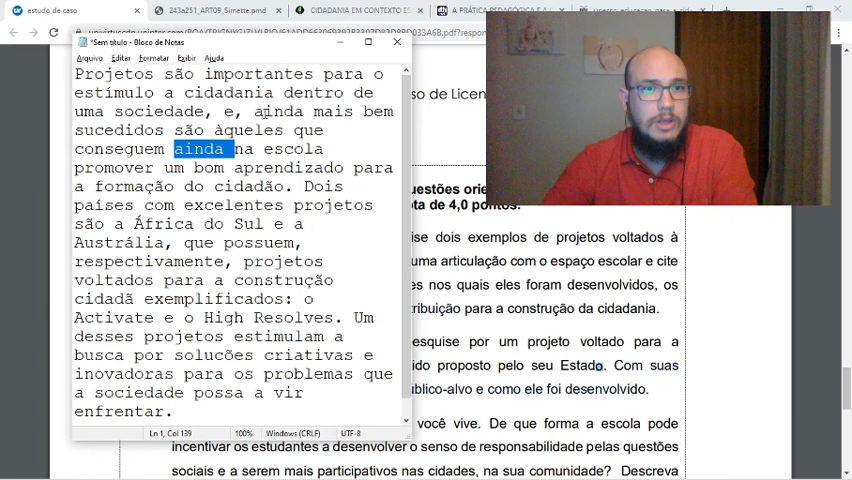 estudo de caso
243a251_ART09_Simette.pmd
CIDADANIA EM CONTEXTO ES
A PRÁTICA PEDAGÓGICA E A
*Sem título - Bloco de Notas
Arquivo Editar Formatar Exibir Ajuda
Projetos são importantes para o
estímulo a cidadania dentro de
uma sociedade, e, ainda mais bem
sucedidos são àqueles que
conseguem ainda na escola
promover um bom aprendizado para
a formação do cidadão. Dois
países com excelentes projetos
são a África do Sul e a
Austrália, que possuem,
respectivamente, projetos
voltados para a construção
cidadã exemplificados: o
Activate e o High Resolves. Um
desses projetos estimulam a
busca por solucões criativas e
inovadoras para os problemas que
a sociedade possa a vir
enfrentar.
Ln 1, Col 139 100% Windows (CRLF) UTF-8
so de Licen
uestões orie
ota de 4,0 pontos.
ise dois exemplos de projetos voltados à
uma articulação com o espaço escolar e cite
es nos quais eles foram desenvolvidos, os
tribuição para a construção da cidadania.
esquise por um projeto voltado para a
ido proposto pelo seu Estado. Com suas
úblico-alvo e como ele foi desenvolvido.
você vive. De que forma a escola pode
incentivar os estudantes a desenvolver o senso de responsabilidade pelas questões
sociais e a serem mais participativos nas cidades, na sua comunidade? Descreva